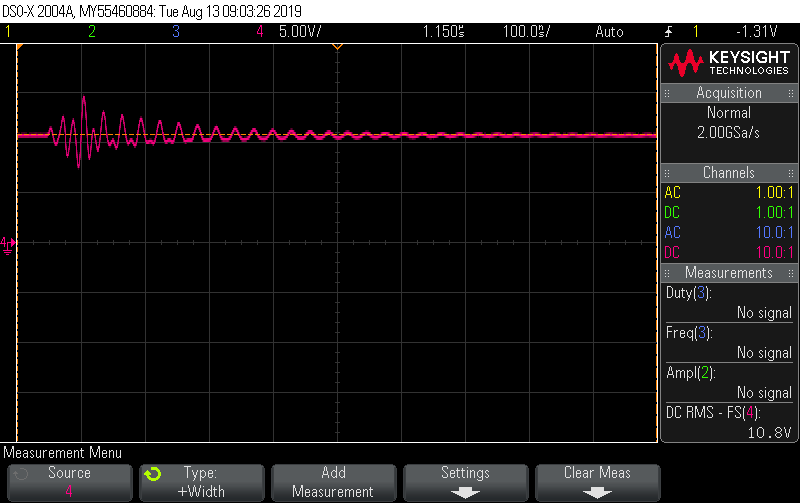 DSO-X 2004A, MY55460884: Tue Aug 13 09:03:26 2019
1 2 3 4 5.00V/ 1.150s 100.0s/ Auto 1 -1.31V
KEYSIGHT
TECHNOLOGIES
Acquisition
Normal
2.00GSa/s
Channels
AC 1.00:1
DC 1.00:1
AC 10.0:1
DC 10.0:1
Measurements
Duty(3):
No signal
Freq(3):
No signal
Ampl(2):
No signal
DC RMS - FS(4):
10.8V
4
Measurement Menu
Source
4
Type:
+Width
Add
Measurement
Settings
Clear Meas